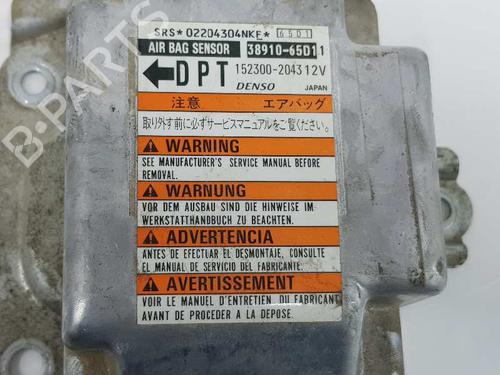 SRS*02204304NKE* 6501
AIR BAG SENSOR 38910-65D11
DPT 152300-2043 12V
DENSO JAPAN
注意 エアバッグ
取り外す前に必ずサービスマニュアルをご覧ください。
WARNING
SEE MANUFACTURER'S SERVICE MANUAL BEFORE
REMOVAL.
WARNUNG
VOR DEM AUSBAU SIND DIE HINWEISE IM
WERKSTATTHANDBUCH ZU BEACHTEN.
ADVERTENCIA
ANTES DE EFECTUAR EL DESMONTAJE, CONSULTE
EL MANUAL DE SERVICIO DEL FABRICANTE.
AVERTISSEMENT
VOIR LE MANUEL D'ENTRETIEN DU FABRICANT
AVANT DE PROCEDER A LA DEPOSE.
B-PARTS